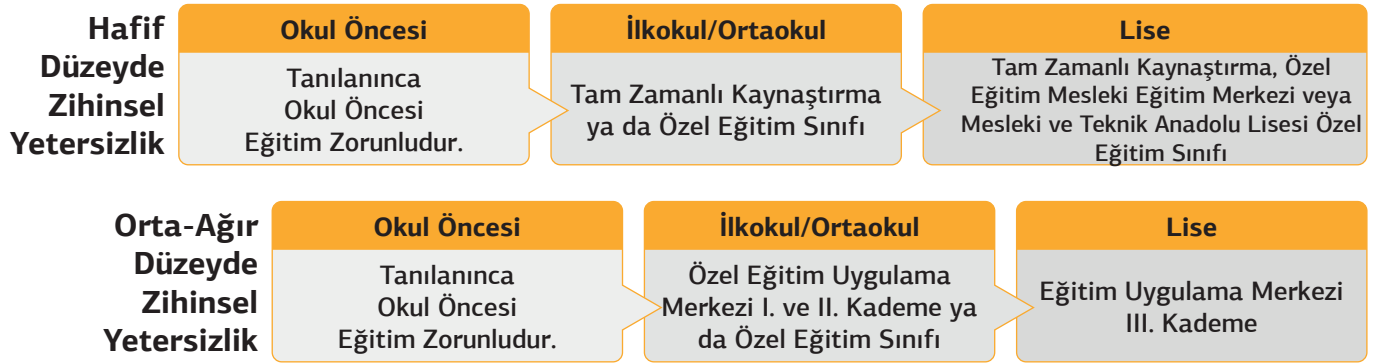 Hafif
Düzeyde
Zihinsel
Yetersizlik
Okul Öncesi
Tanılanınca
Okul Öncesi
Eğitim Zorunludur.
İlkokul/Ortaokul
Tam Zamanlı Kaynaştırma
ya da Özel Eğitim Sınıfı
Lise
Tam Zamanlı Kaynaştırma, Özel
Eğitim Mesleki Eğitim Merkezi veya
Mesleki ve Teknik Anadolu Lisesi Özel
Eğitim Sınıfı
Orta-Ağır
Düzeyde
Zihinsel
Yetersizlik
Okul Öncesi
Tanılanınca
Okul Öncesi
Eğitim Zorunludur.
İlkokul/Ortaokul
Özel Eğitim Uygulama
Merkezi I. ve II. Kademe ya
da Özel Eğitim Sınıfı
Lise
Eğitim Uygulama Merkezi
III. Kademe